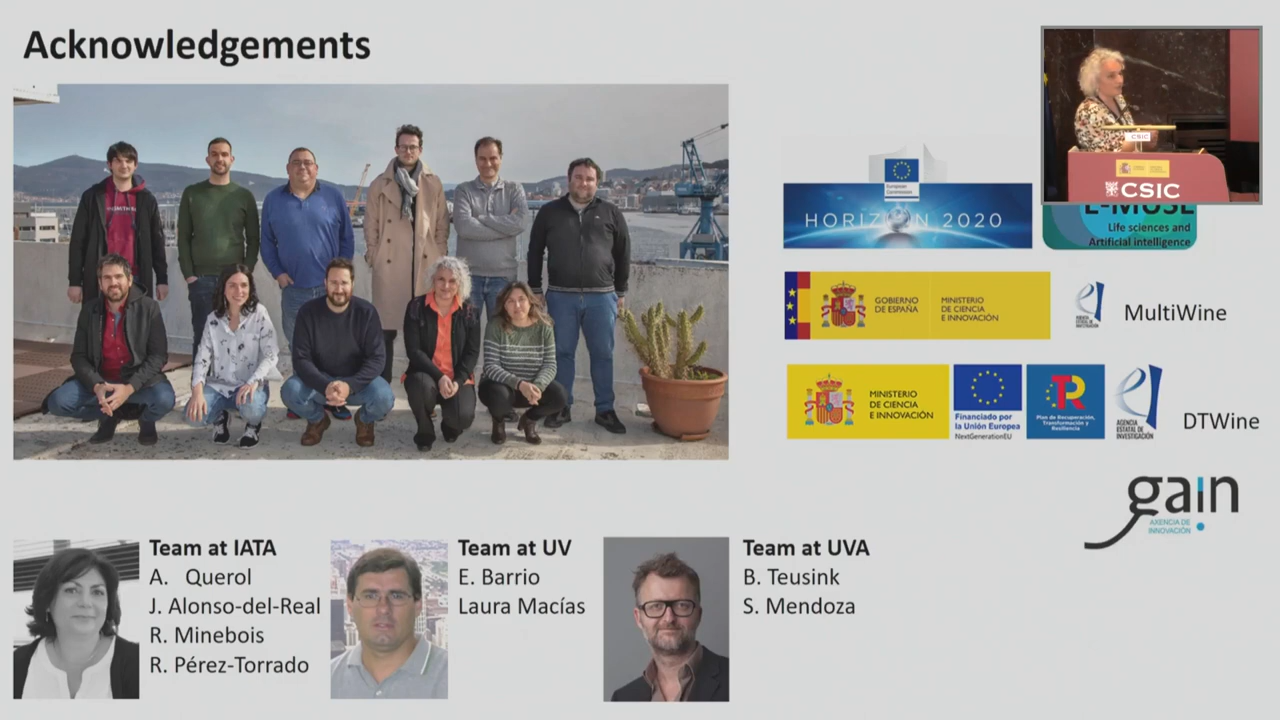 Acknowledgements
CSIC
CSIC
European
Commission
HORIZON 2020
E-MUSE
Life sciences and
Artificial intelligence
GOBIERNO
DE ESPAÑA
MINISTERIO
DE CIENCIA
E INNOVACIÓN
MultiWine
MINISTERIO
DE CIENCIA
E INNOVACIÓN
Financiado por
la Unión Europea
NextGenerationEU
Plan de Recuperación,
Transformación y
Resiliencia
AGENCIA
ESTATAL DE
INVESTIGACIÓN
DTWine
gain
AXENCIA DE
INNOVACIÓN
Team at IATA
A. Querol
J. Alonso-del-Real
R. Minebois
R. Pérez-Torrado
Team at UV
E. Barrio
Laura Macías
Team at UVA
B. Teusink
S. Mendoza